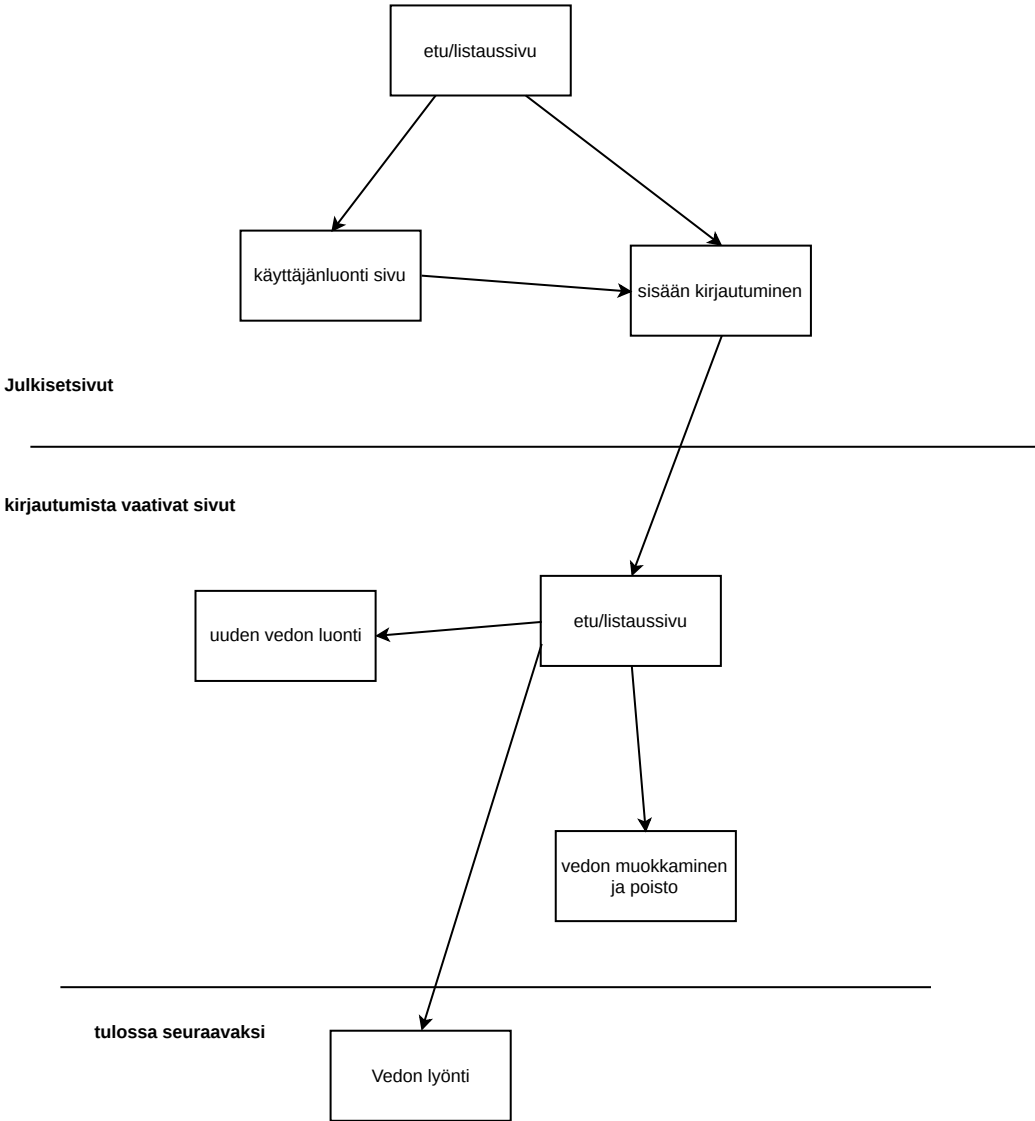 etu/listaussivu
käyttäjänluonti sivu
sisään kirjautuminen
Julkisetsivut
kirjautumista vaativat sivut
uuden vedon luonti
etu/listaussivu
vedon muokkaminen
ja poisto
tulossa seuraavaksi
Vedon lyönti